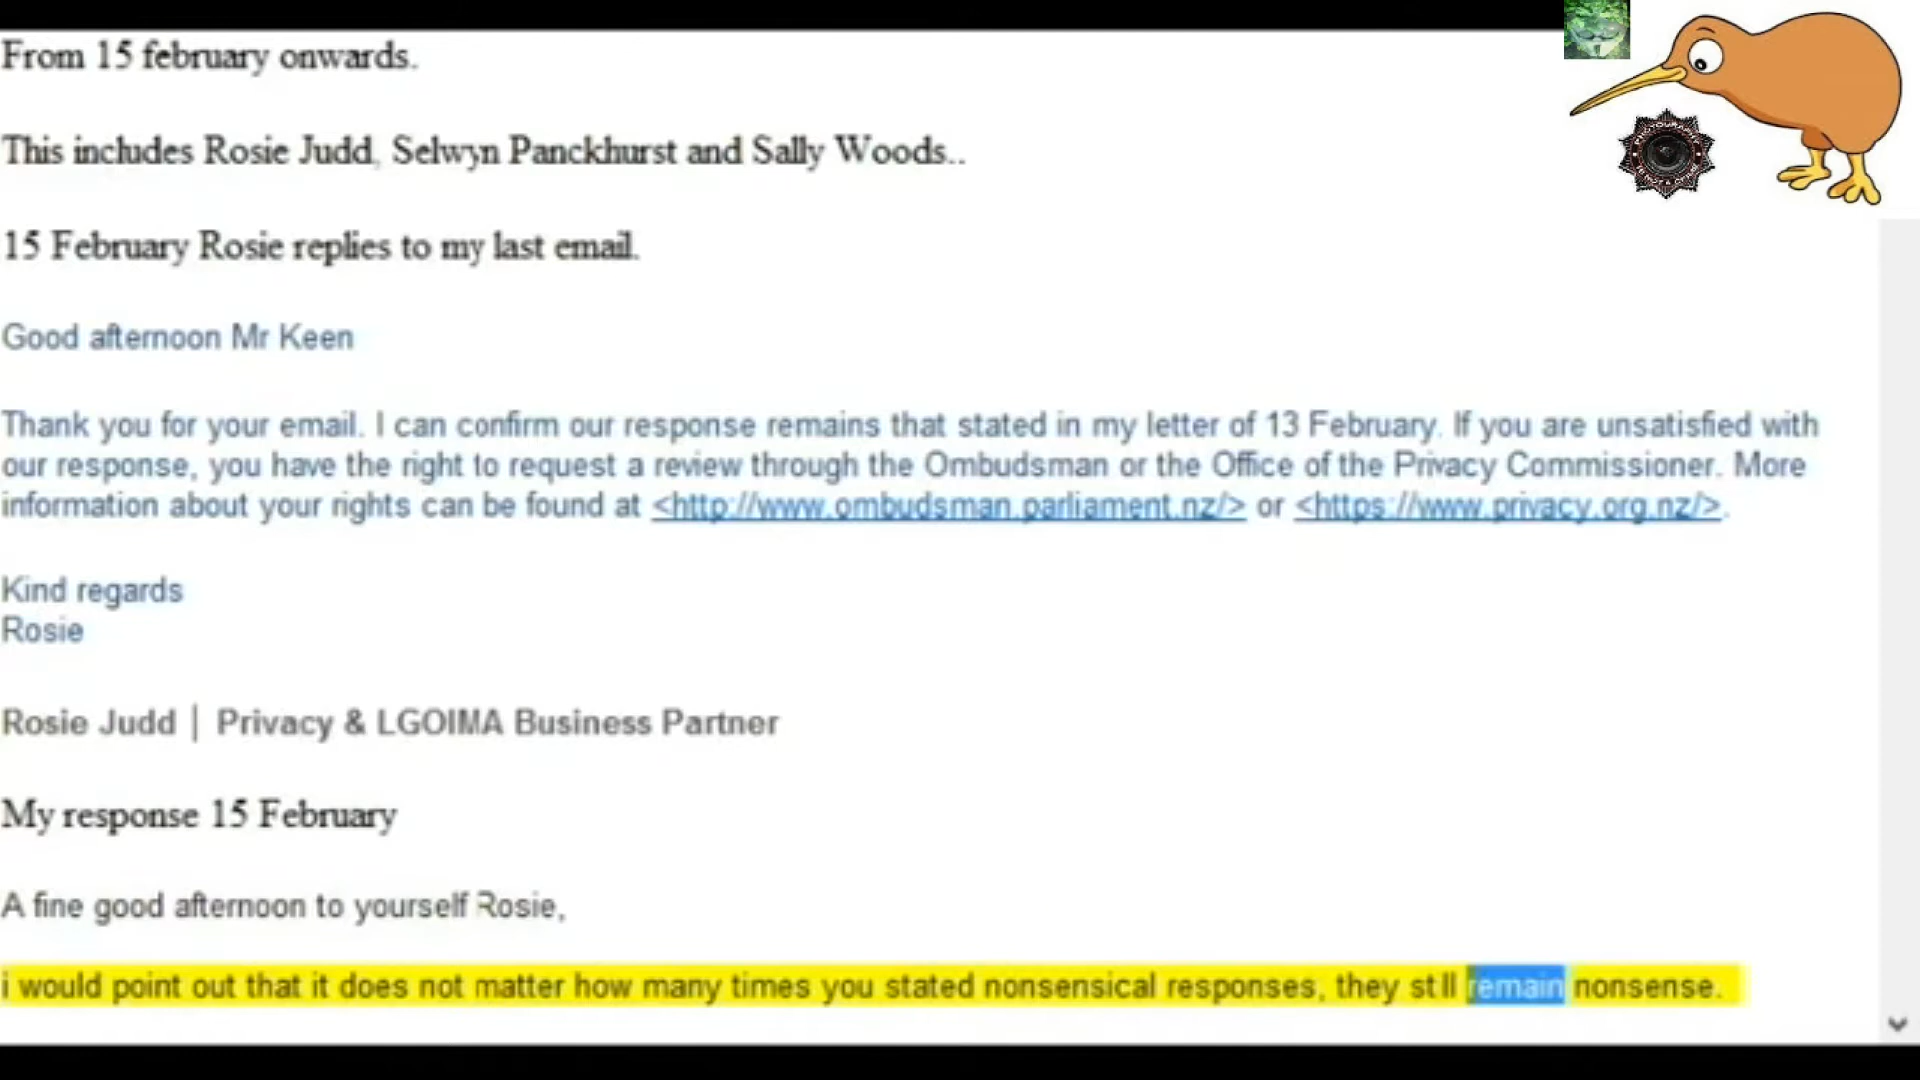 From 15 february onwards.
This includes Rosie Judd, Selwyn Panckhurst and Sally Woods..
15 February Rosie replies to my last email.
Good afternoon Mr Keen
Thank you for your email. I can confirm our response remains that stated in my letter of 13 February. If you are unsatisfied with
our response, you have the right to request a review through the Ombudsman or the Office of the Privacy Commissioner. More
information about your rights can be found at <http://www.ombudsman.parliament.nz/> or <https://www.privacy.org.nz/>.
Kind regards
Rosie
Rosie Judd | Privacy & LGOIMA Business Partner
My response 15 February
A fine good afternoon to yourself Rosie,
i would point out that it does not matter how many times you stated nonsensical responses, they still remain nonsense.